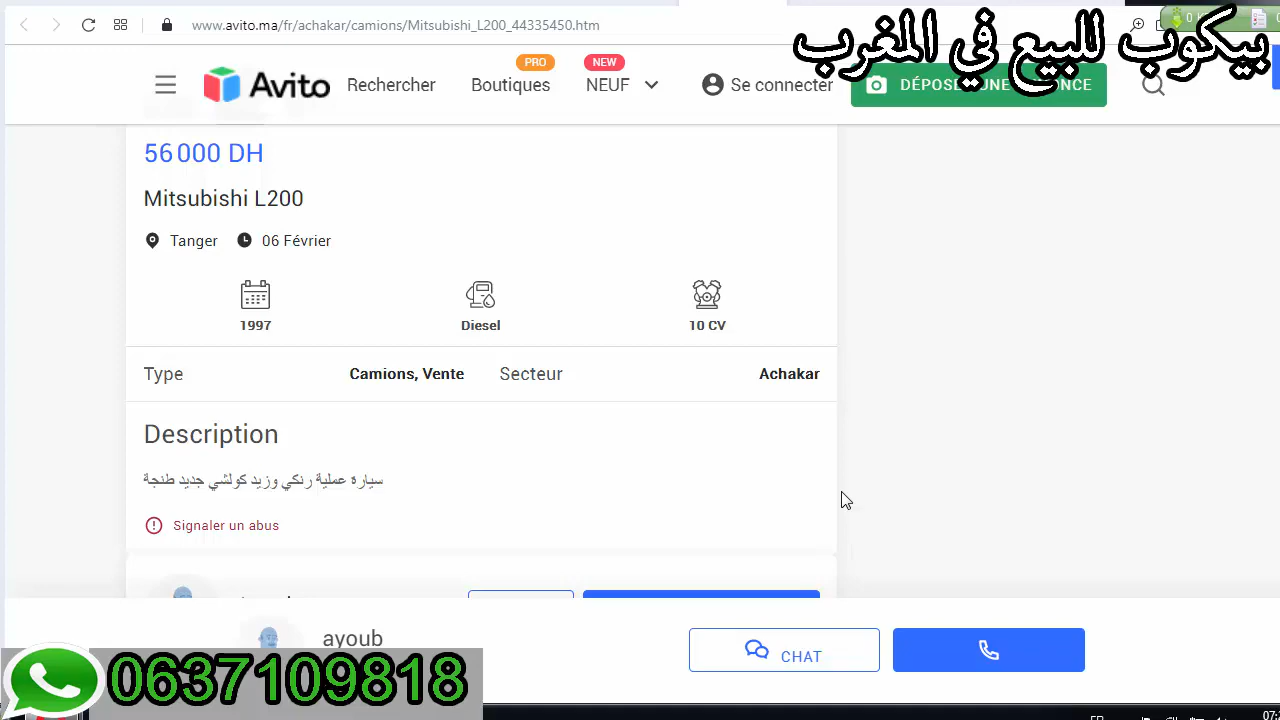 www.avito.ma/fr/achakar/camions/Mitsubishi_L200_44335450.htm
بيكوب للبيع في المغرب
Avito
Rechercher
PRO
Boutiques
NEW
NEUF
Se connecter
56 000 DH
Mitsubishi L200
Tanger 06 Février
1997 Diesel 10 CV
Type Camions, Vente Secteur Achakar
Description
سيارة عملية رنكي وزيد كولشي جديد طنجة
Signaler un abus
ayoub
CHAT
0637109818